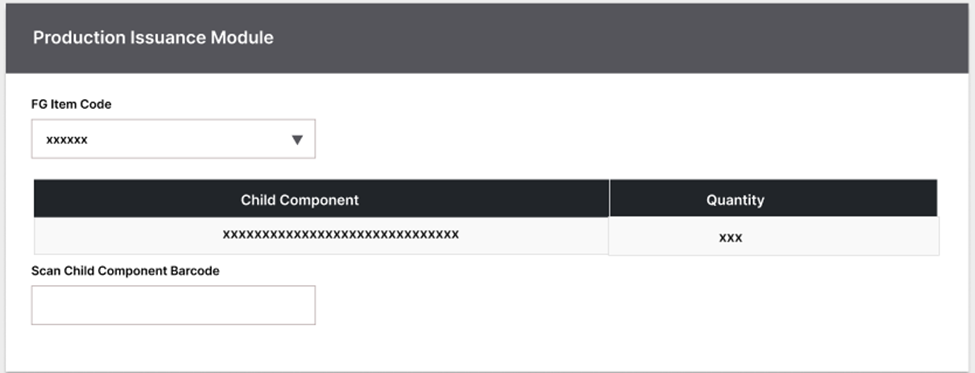 Production Issuance Module
FG Item Code
xxxxxx
Child Component Quantity
xxxxxxxxxxxxxxxxxxxxxxxxxxxxxx xxx
Scan Child Component Barcode